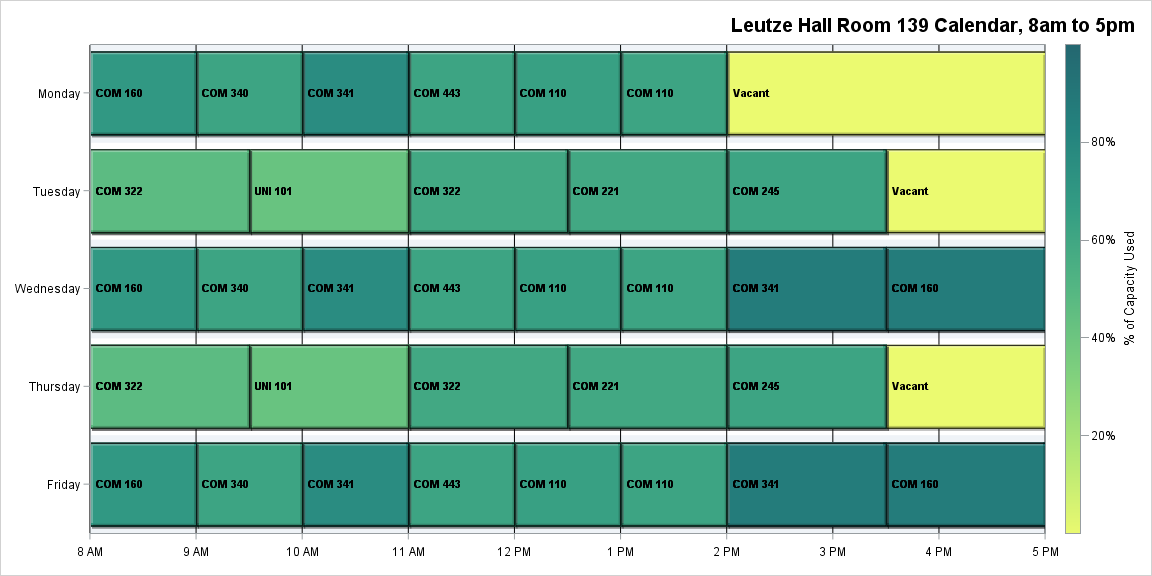 Leutze Hall Room 139 Calendar, 8am to 5pm
Monday
COM 160
COM 340
COM 341
COM 443
COM 110
COM 110
Vacant
Tuesday
COM 322
UNI 101
COM 322
COM 221
COM 245
Vacant
Wednesday
COM 160
COM 340
COM 341
COM 443
COM 110
COM 110
COM 341
COM 160
Thursday
COM 322
UNI 101
COM 322
COM 221
COM 245
Vacant
Friday
COM 160
COM 340
COM 341
COM 443
COM 110
COM 110
COM 341
COM 160
8 AM
9 AM
10 AM
11 AM
12 PM
1 PM
2 PM
3 PM
4 PM
5 PM
80%
60%
40%
20%
% of Capacity Used